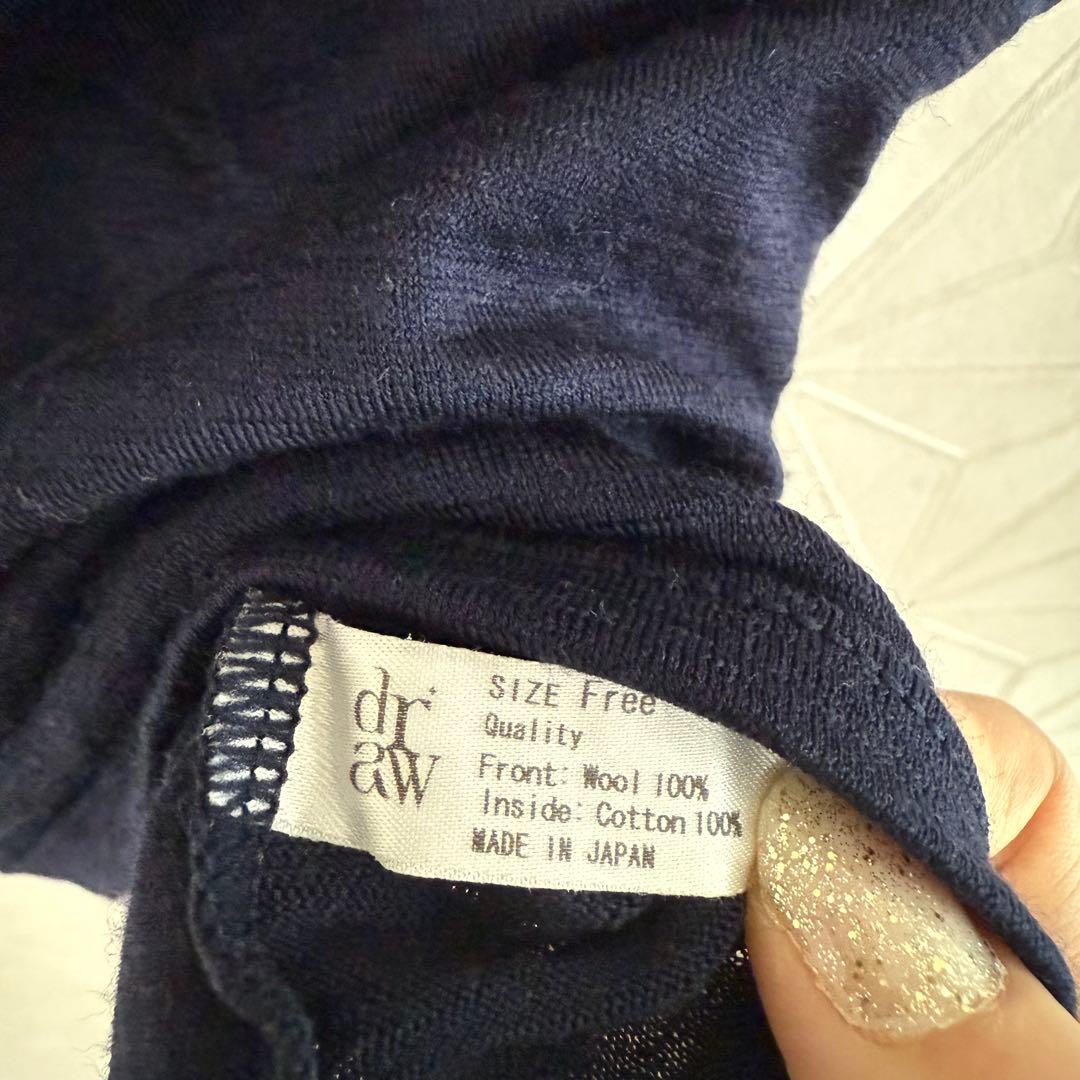 dr
aw
SIZE Free
Quality
Front: Wool 100%
Inside: Cotton 100%
MADE IN JAPAN